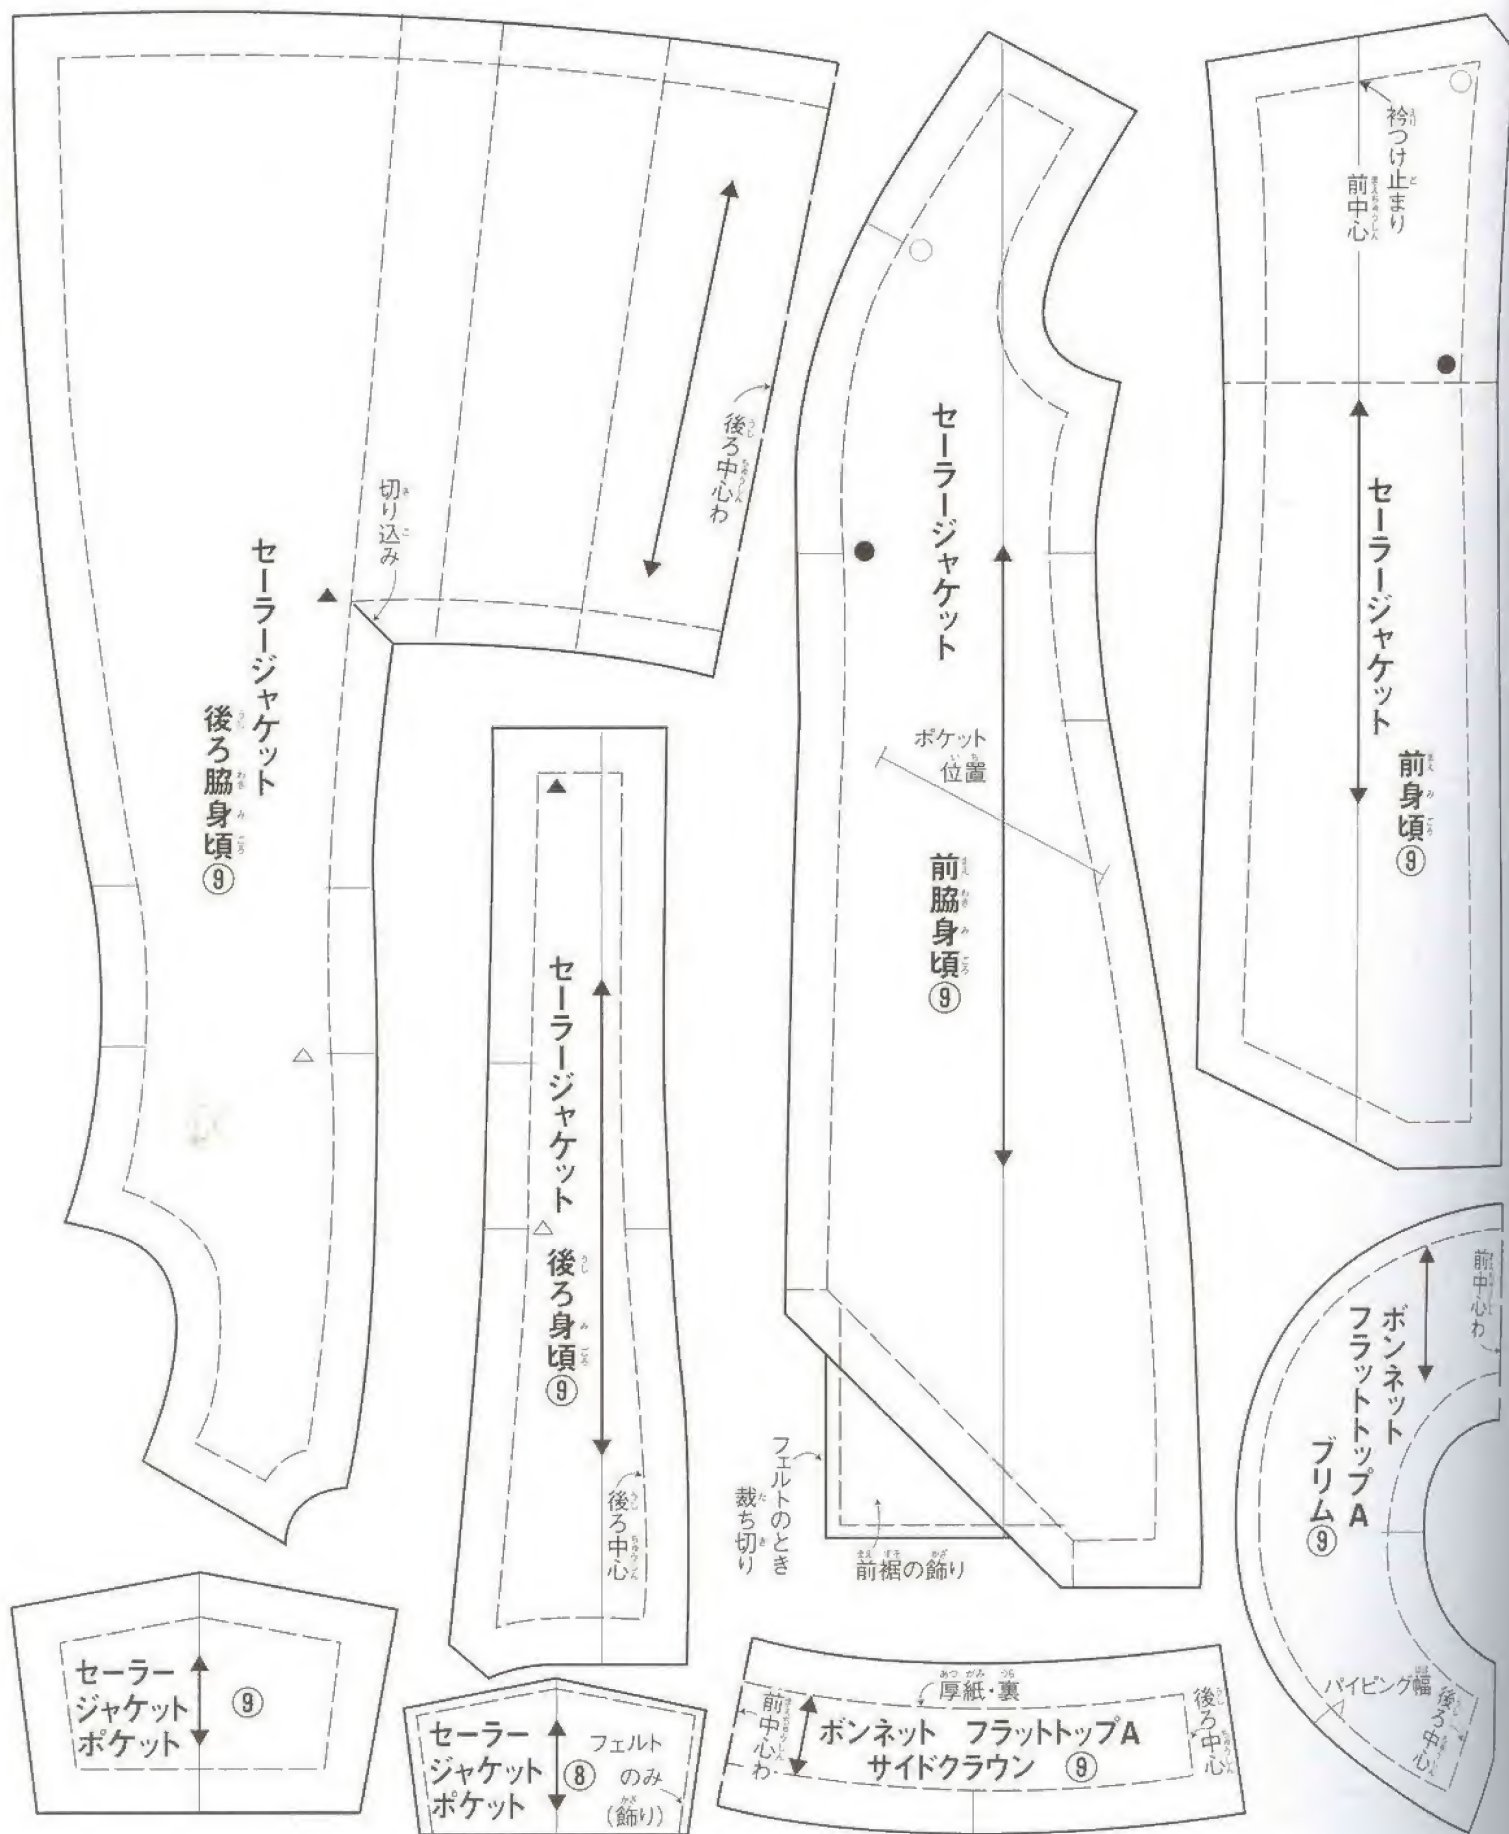 切り込み
後ろ中心わ
セーラージャケット
後ろ脇身頃⑨
セーラージャケット
後ろ身頃⑨
後ろ中心
セーラージャケット
ポケット
位置
前脇身頃⑨
フェルトのとき
裁ち切り
前裾の飾り
衿つけ止まり
前中心
セーラージャケット
前身頃⑨
前中心わ
ボンネット
フラットトップA
ブリム⑨
パイピング幅
後ろ中心
セーラー
ジャケット
ポケット
⑨
セーラー
ジャケット
ポケット
⑧
フェルト
のみ
(飾り)
厚紙・裏
前中心わ
ボンネット フラットトップA
サイドクラウン ⑨
後ろ中心